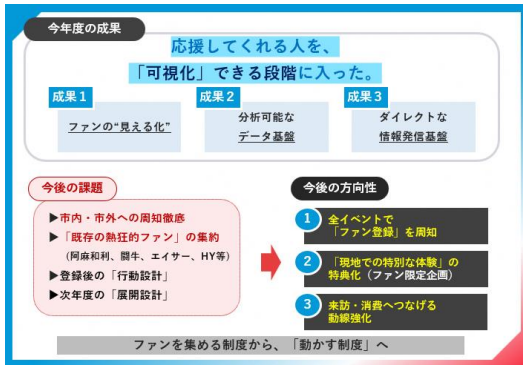 今年度の成果
応援してくれる人を、
「可視化」できる段階に入った。
成果1
ファンの“見える化”
成果2
分析可能な
データ基盤
成果3
ダイレクトな
情報発信基盤
今後の課題
▶市内・市外への周知徹底
▶「既存の熱狂的ファン」の集約
(阿麻和利、闘牛、エイサー、HY等)
▶登録後の「行動設計」
▶次年度の「展開設計」
今後の方向性
1
全イベントで
「ファン登録」を周知
2
「現地での特別な体験」の
特典化(ファン限定企画)
3
来訪・消費へつなげる
動線強化
ファンを集める制度から、「動かす制度」へ